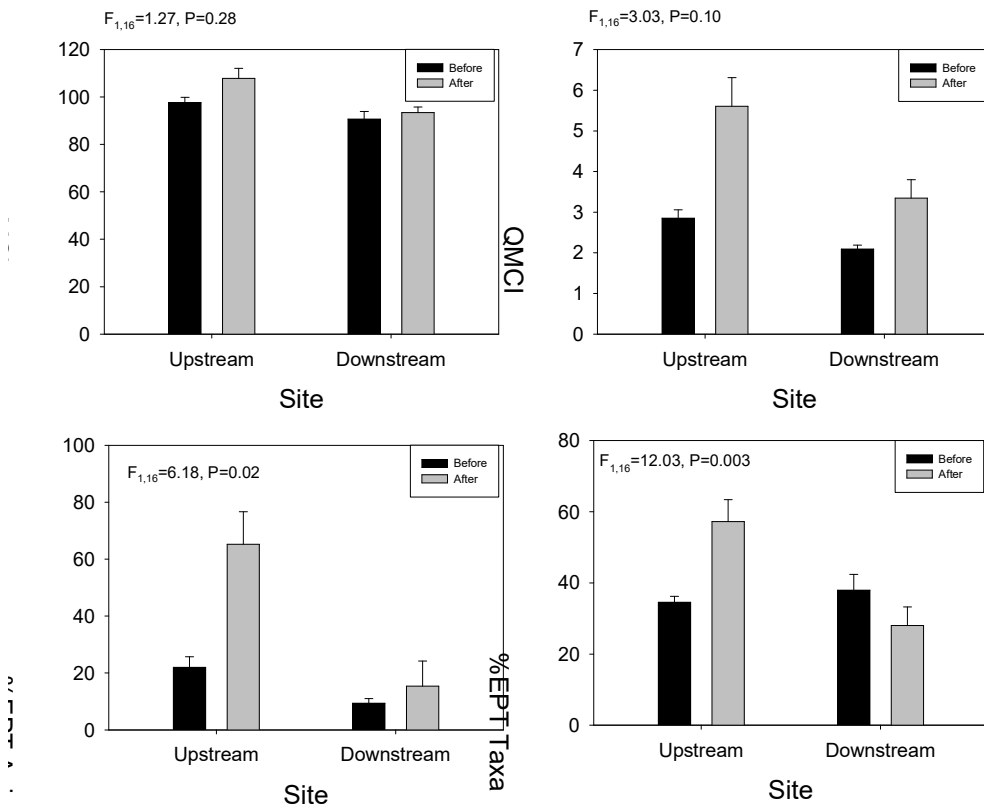 F1,16=1.27, P=0.28
120
100
80
60
40
20
0
Before
After
Upstream Downstream
Site
F1,16=3.03, P=0.10
QMCI
7
6
5
4
3
2
1
0
Before
After
Upstream Downstream
Site
F1,16=6.18, P=0.02
100
80
60
40
20
0
Before
After
Upstream Downstream
Site
F1,16=12.03, P=0.003
%EPT Taxa
80
60
40
20
0
Before
After
Upstream Downstream
Site